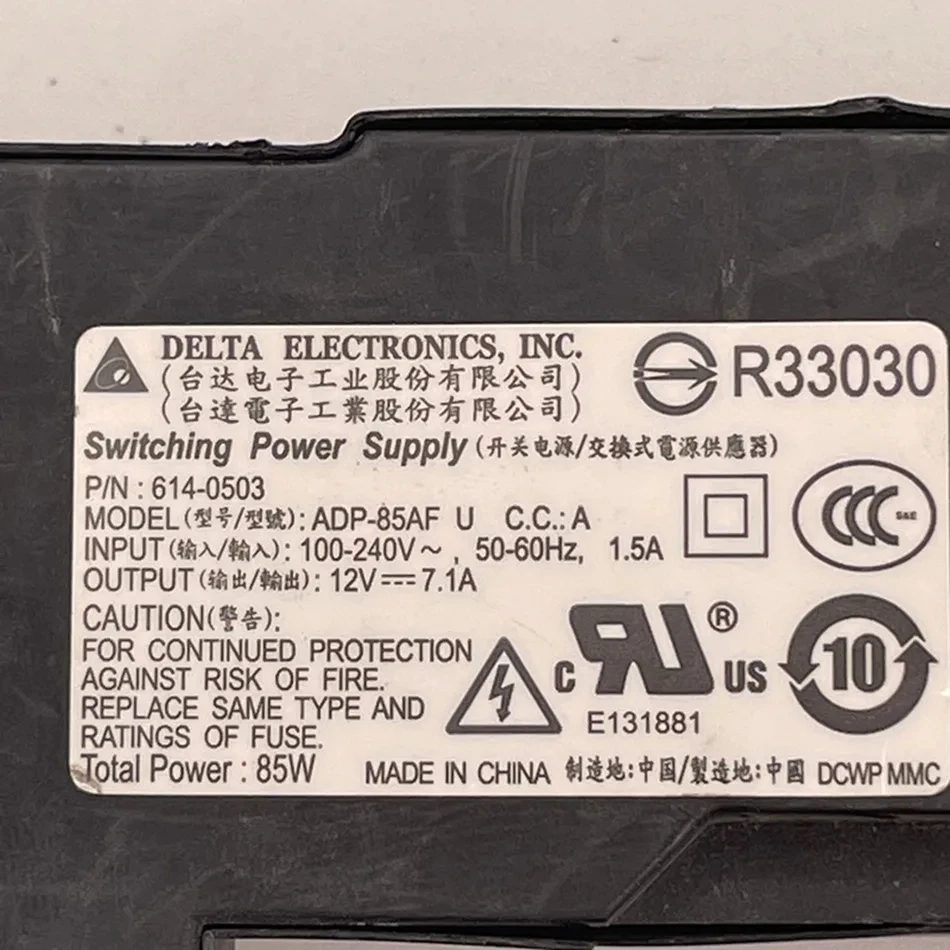 DELTA ELECTRONICS, INC.
(台达电子工业股份有限公司)
(台達電子工業股份有限公司)
R33030
Switching Power Supply (开关电源/交換式電源供應器)
P/N : 614-0503
MODEL (型号/型號) : ADP-85AF U C.C.: A
INPUT (输入/輸入) : 100-240V~ , 50-60Hz, 1.5A
OUTPUT (输出/輸出) : 12V⎓7.1A
CCC S&E
CAUTION (警告):
FOR CONTINUED PROTECTION
AGAINST RISK OF FIRE.
REPLACE SAME TYPE AND
RATINGS OF FUSE.
C RU ® US
E131881
10
Total Power : 85W
MADE IN CHINA 制造地:中国/製造地:中國 DCWP MMC